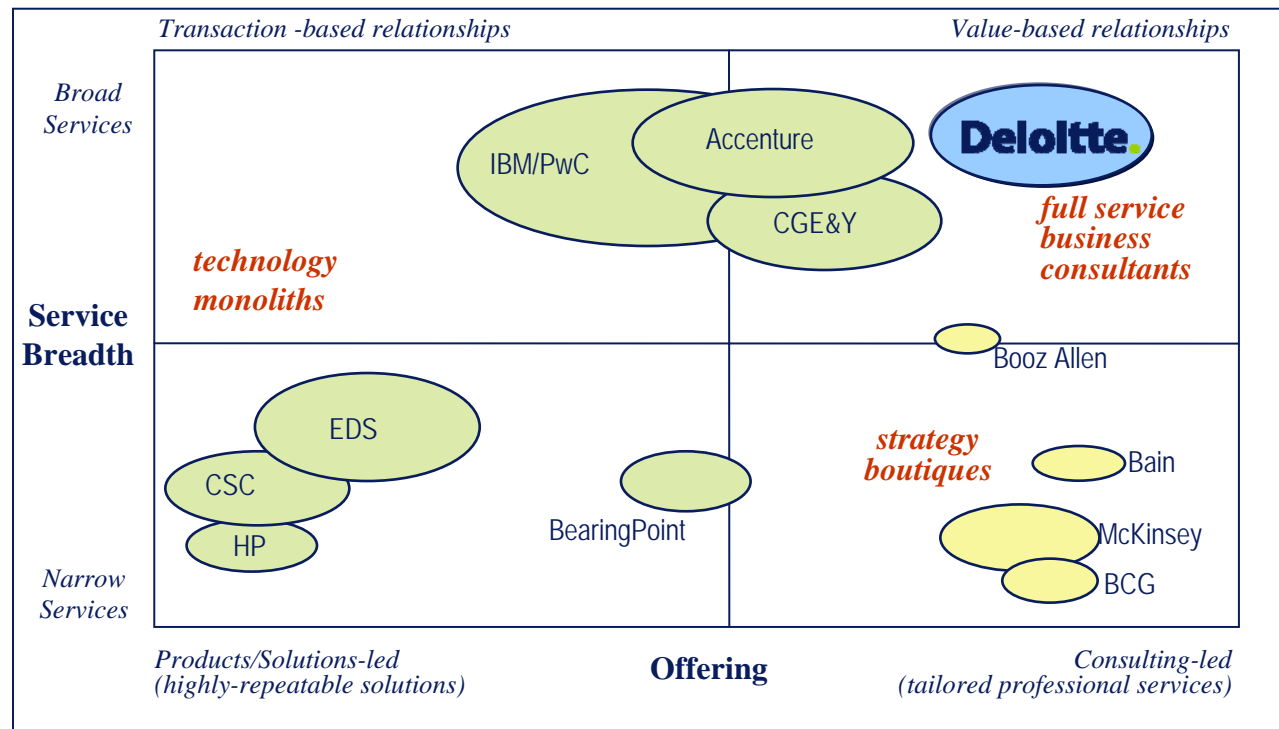 Transaction -based relationships
Value-based relationships
Broad
Services
Accenture
Deloitte.
IBM/PwC
CGE&Y
full service
business
consultants
technology
monoliths
Service
Breadth
Booz Allen
EDS
strategy
boutiques
Bain
CSC
BearingPoint
McKinsey
HP
BCG
Narrow
Services
Products/Solutions-led
(highly-repeatable solutions)
Offering
Consulting-led
(tailored professional services)